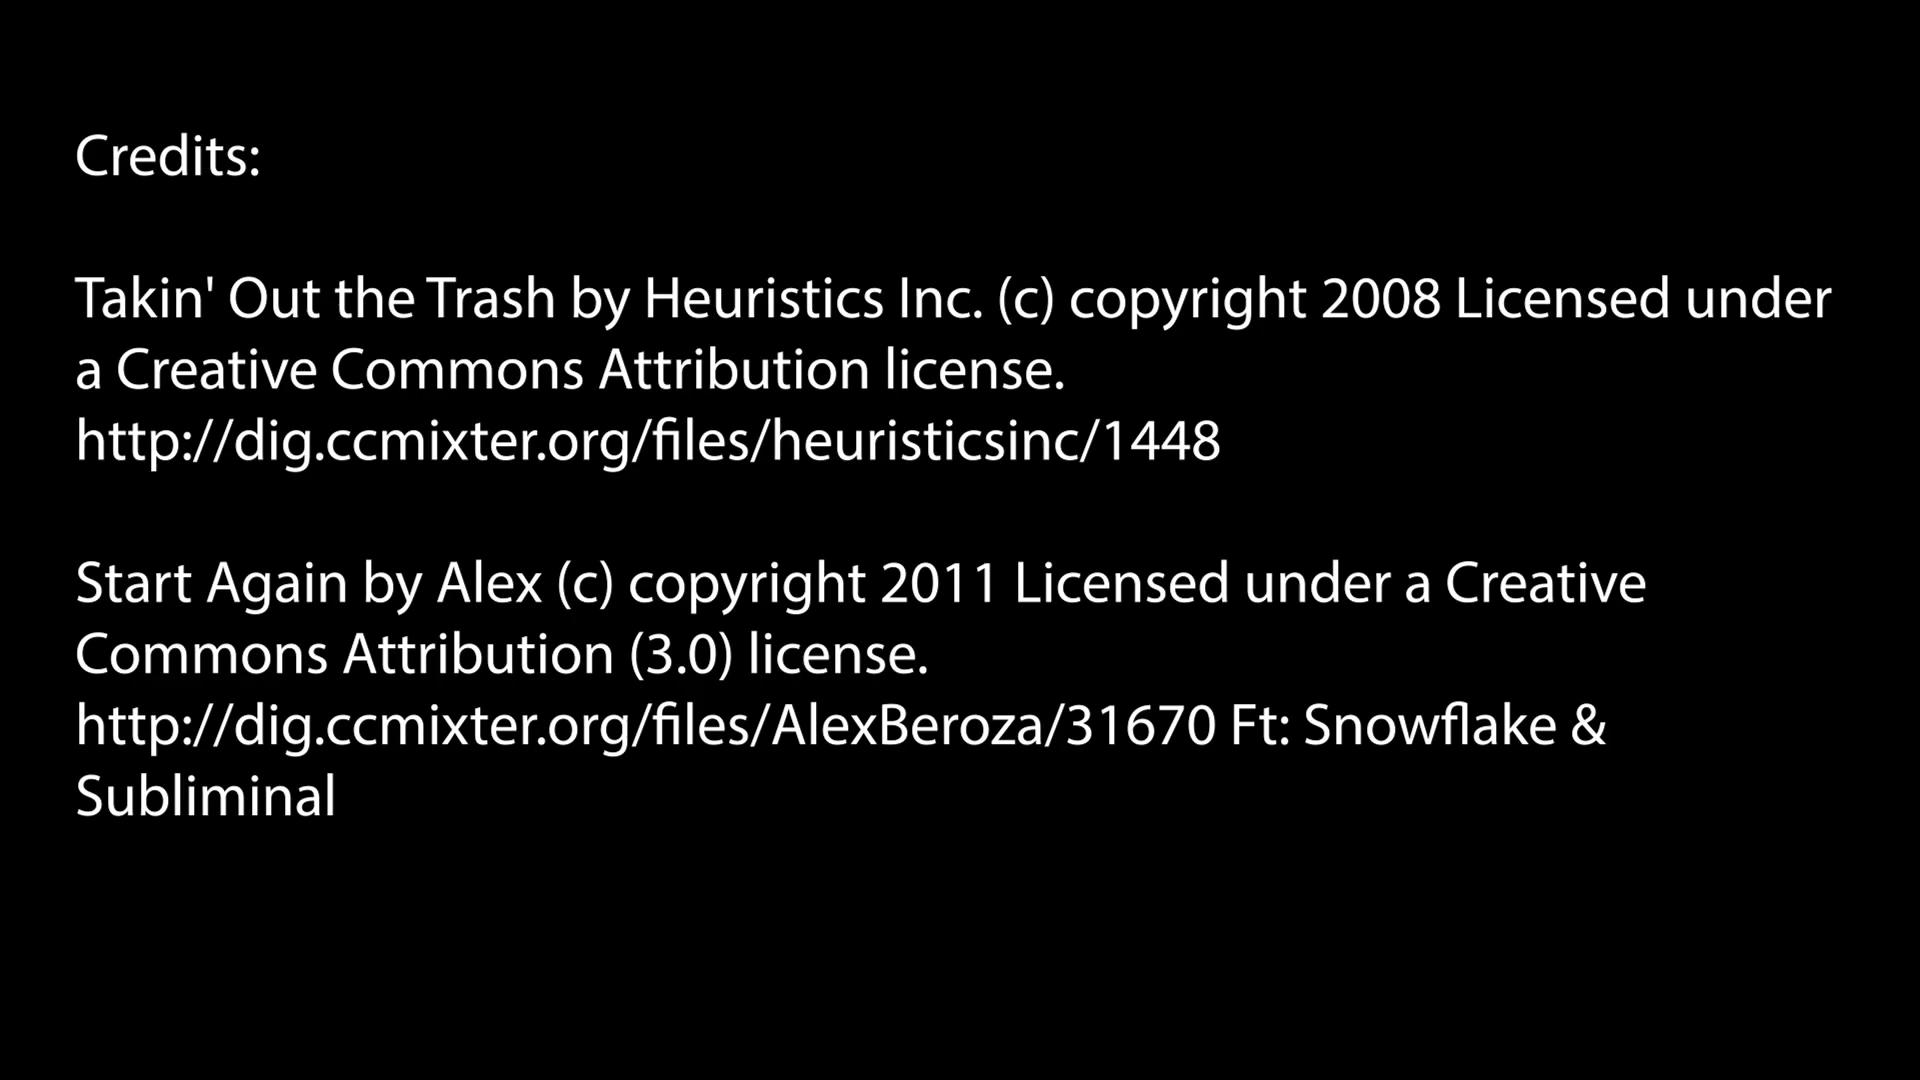 Credits:
Takin' Out the Trash by Heuristics Inc. (c) copyright 2008 Licensed under
a Creative Commons Attribution license.
http://dig.ccmixter.org/files/heuristicsinc/1448
Start Again by Alex (c) copyright 2011 Licensed under a Creative
Commons Attribution (3.0) license.
http://dig.ccmixter.org/files/AlexBeroza/31670 Ft: Snowflake &
Subliminal